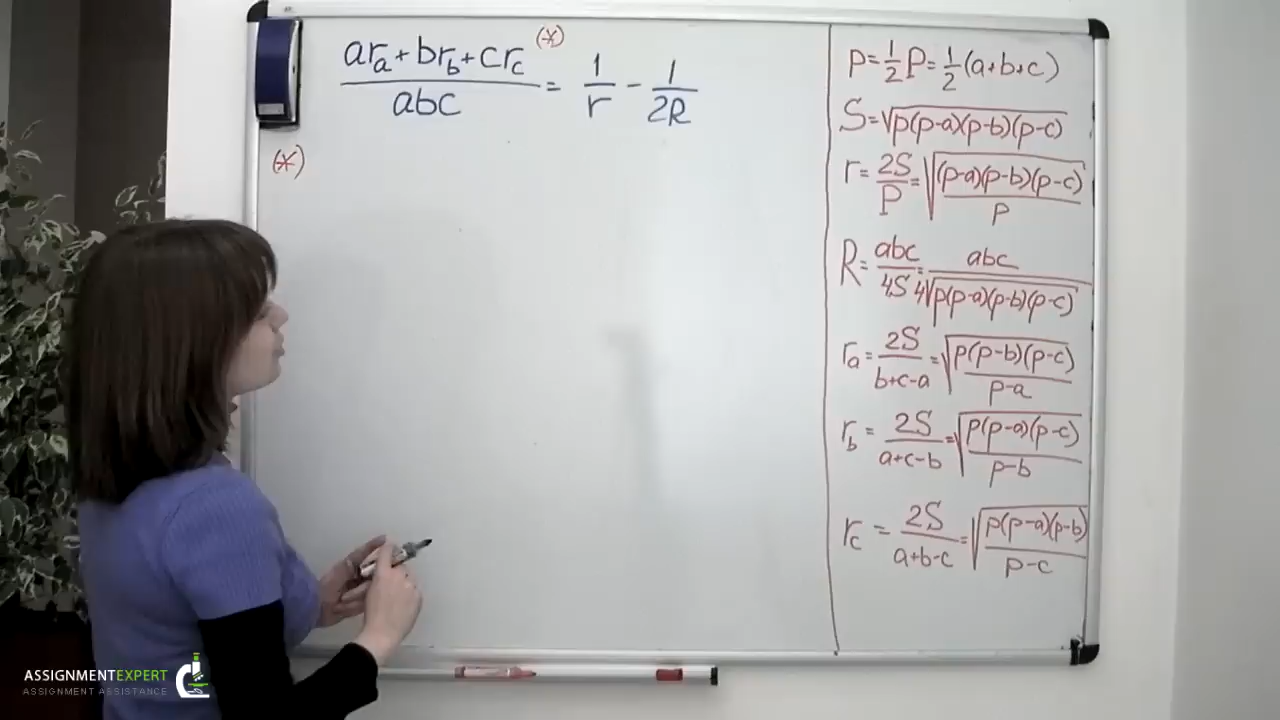 (ar_a + br_b + cr_c)/(abc) (*) = 1/r - 1/(2R)
(*)
p = 1/2 P = 1/2 (a+b+c)
S = √(p(p-a)(p-b)(p-c))
r = 2S/P = √((p-a)(p-b)(p-c)/p)
R = abc/4S = abc/(4√(p(p-a)(p-b)(p-c)))
r_a = 2S/(b+c-a) = √(p(p-b)(p-c)/(p-a))
r_b = 2S/(a+c-b) = √(p(p-a)(p-c)/(p-b))
r_c = 2S/(a+b-c) = √(p(p-a)(p-b)/(p-c))
ASSIGNMENTEXPERT
ASSIGNMENT ASSISTANCE